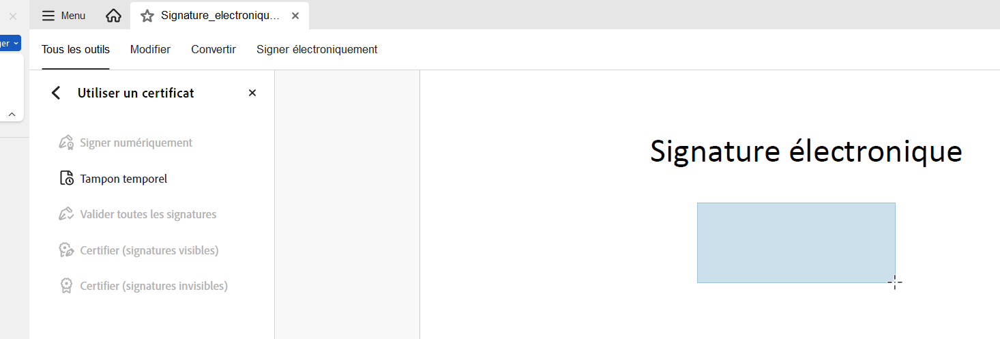 Menu
Signature_electroniqu...
ger
Tous les outils
Modifier
Convertir
Signer électroniquement
Utiliser un certificat
Signer numériquement
Tampon temporel
Valider toutes les signatures
Certifier (signatures visibles)
Certifier (signatures invisibles)
Signature électronique